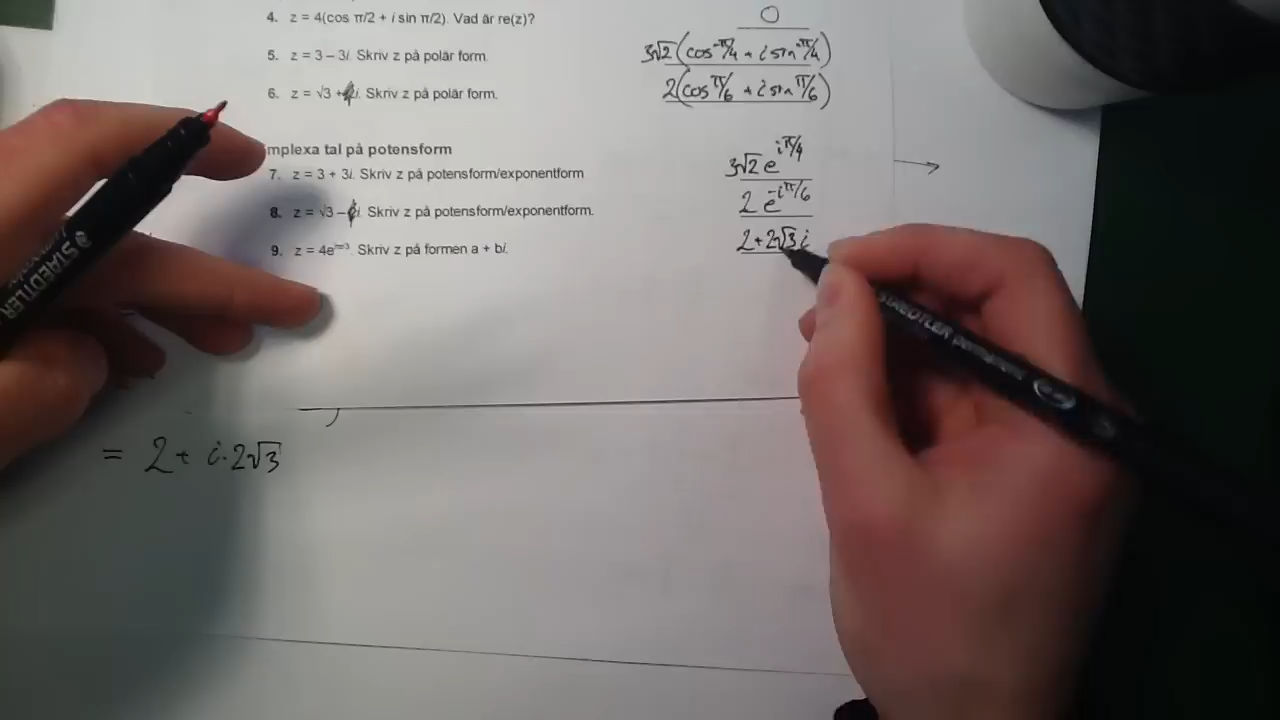 4. z = 4(cos π/2 + i sin π/2). Vad är re(z)? 0
5. z = 3 – 3i. Skriv z på polär form. 3√2(cos -π/4 + i sin -π/4)
6. z = √3 + i. Skriv z på polär form. 2(cos π/6 + i sin π/6)
mplexa tal på potensform
7. z = 3 + 3i. Skriv z på potensform/exponentform 3√2 e^iπ/4
8. z = √3 – i. Skriv z på potensform/exponentform. 2 e^-iπ/6
9. z = 4e. Skriv z på formen a + bi. 2+2√3 i
= 2 + i·2√3
STAEDTLER
STAEDTLER permanent